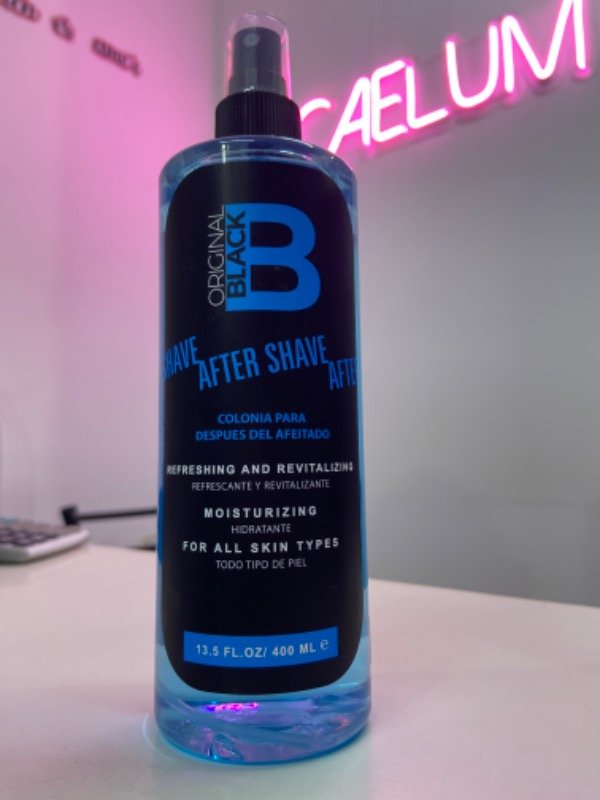 CAELUM
ORIGINAL
BLACK
B
SHAVE AFTER SHAVE AFTE
COLONIA PARA
DESPUES DEL AFEITADO
REFRESHING AND REVITALIZING
REFRESCANTE Y REVITALIZANTE
MOISTURIZING
HIDRATANTE
FOR ALL SKIN TYPES
TODO TIPO DE PIEL
13.5 FL.OZ/ 400 ML ℮